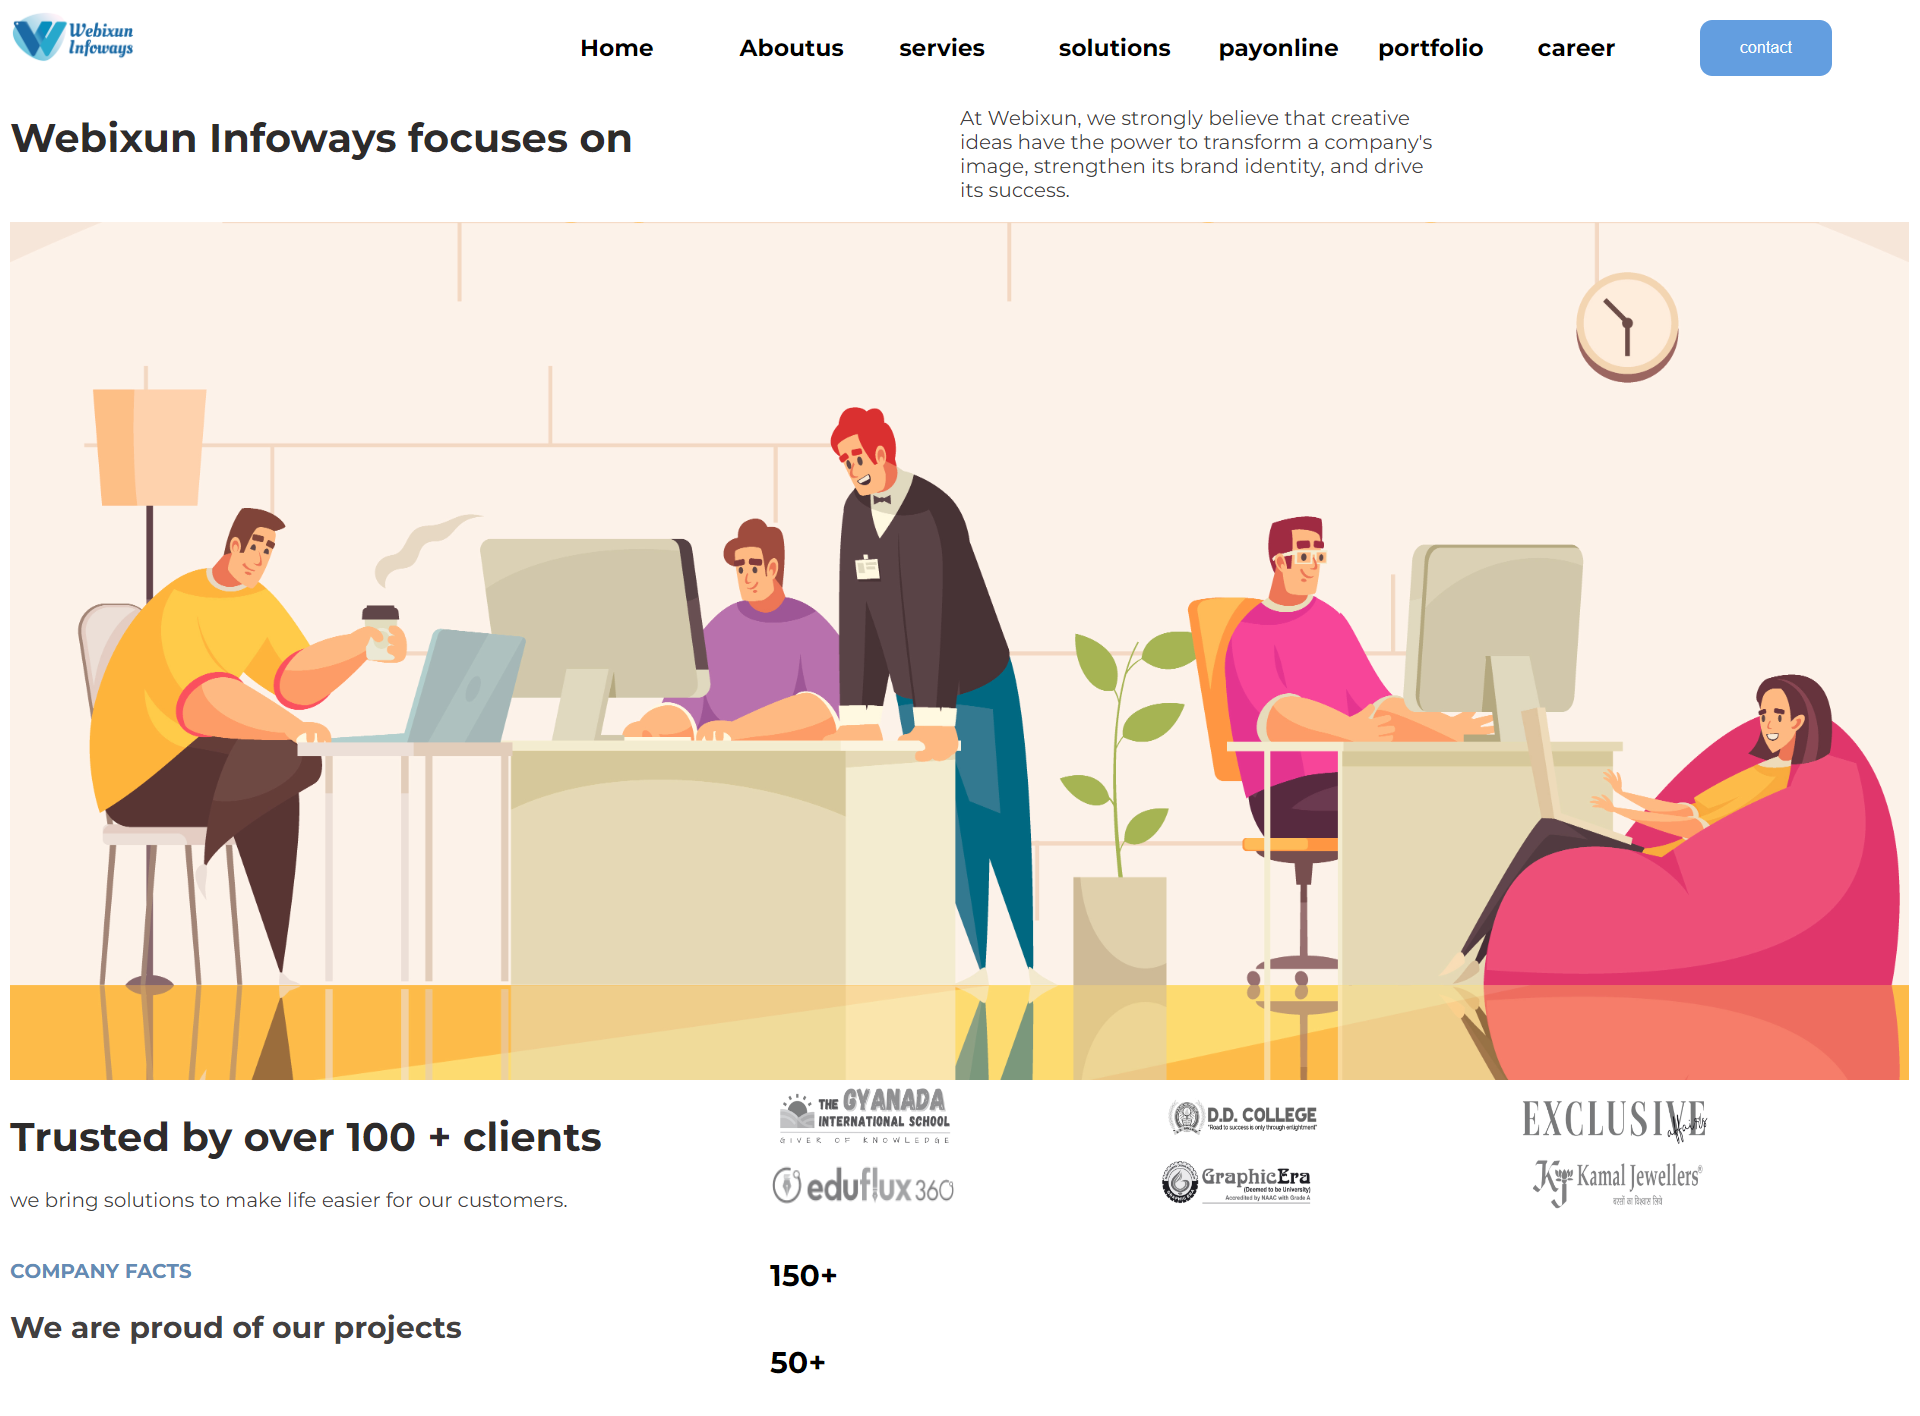 Webixun
Infoways
Home Aboutus servies solutions payonline portfolio career contact
Webixun Infoways focuses on
At Webixun, we strongly believe that creative
ideas have the power to transform a company's
image, strengthen its brand identity, and drive
its success.
Trusted by over 100 + clients
we bring solutions to make life easier for our customers.
THE GYANADA
INTERNATIONAL SCHOOL
GIVER OF KNOWLEDGE
D.D. COLLEGE
"Road to success is only through enlightment"
EXCLUSIVE
affairs
eduflux 360
GraphicEra
(Deemed to be University)
Accredited by NAAC with Grade A
KJ Kamal Jewellers®
बरसों का विश्वास लिये
COMPANY FACTS
We are proud of our projects
150+
50+